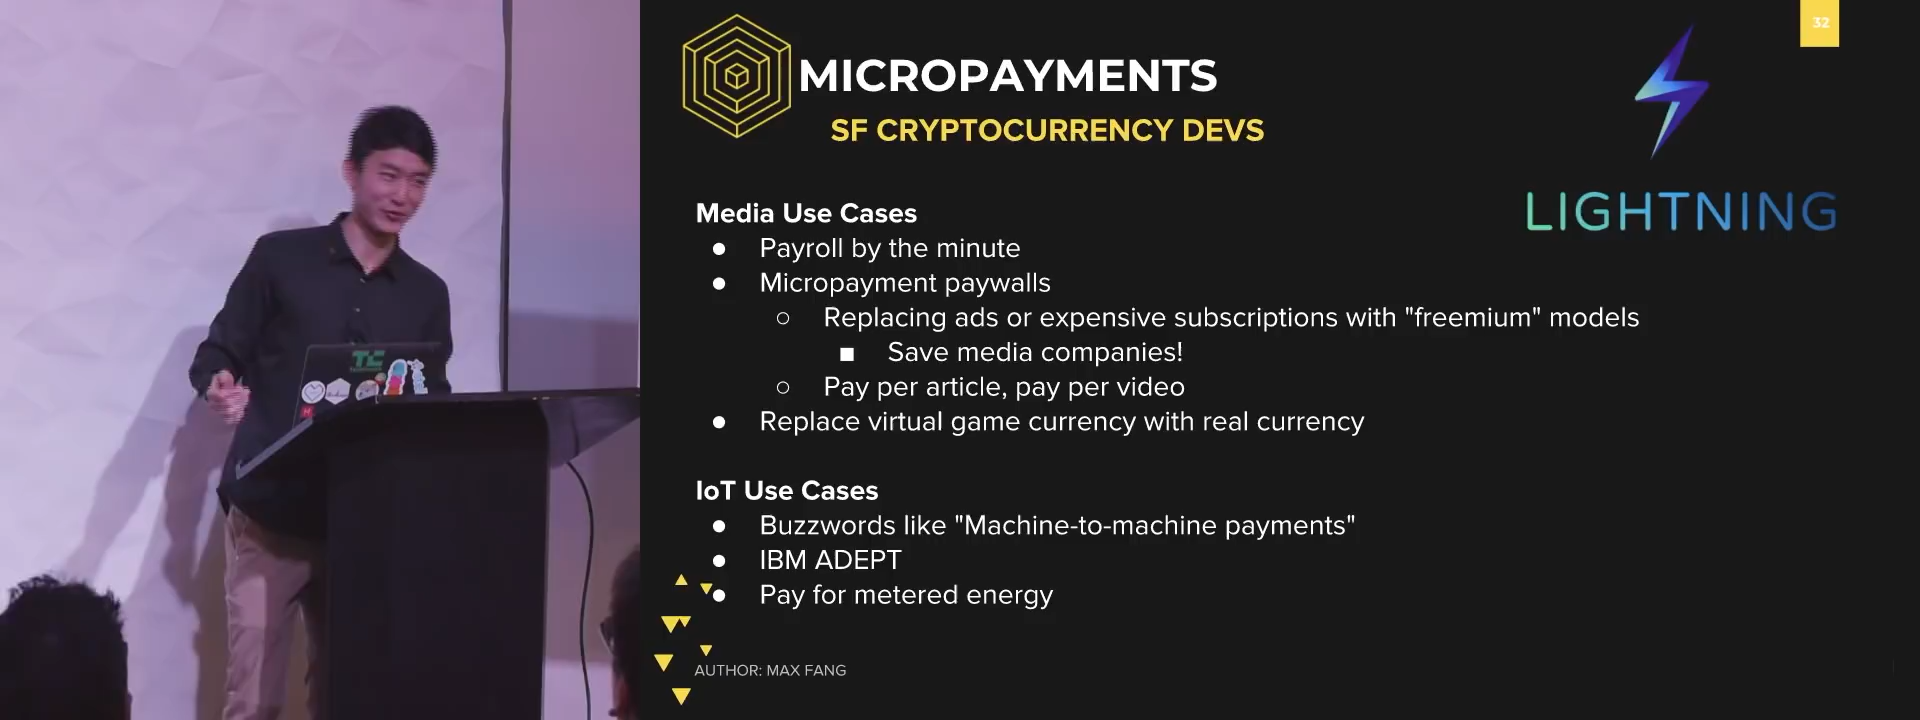 32
MICROPAYMENTS
SF CRYPTOCURRENCY DEVS
LIGHTNING
Media Use Cases
● Payroll by the minute
● Micropayment paywalls
○ Replacing ads or expensive subscriptions with "freemium" models
■ Save media companies!
○ Pay per article, pay per video
● Replace virtual game currency with real currency
IoT Use Cases
● Buzzwords like "Machine-to-machine payments"
● IBM ADEPT
● Pay for metered energy
AUTHOR: MAX FANG
TC